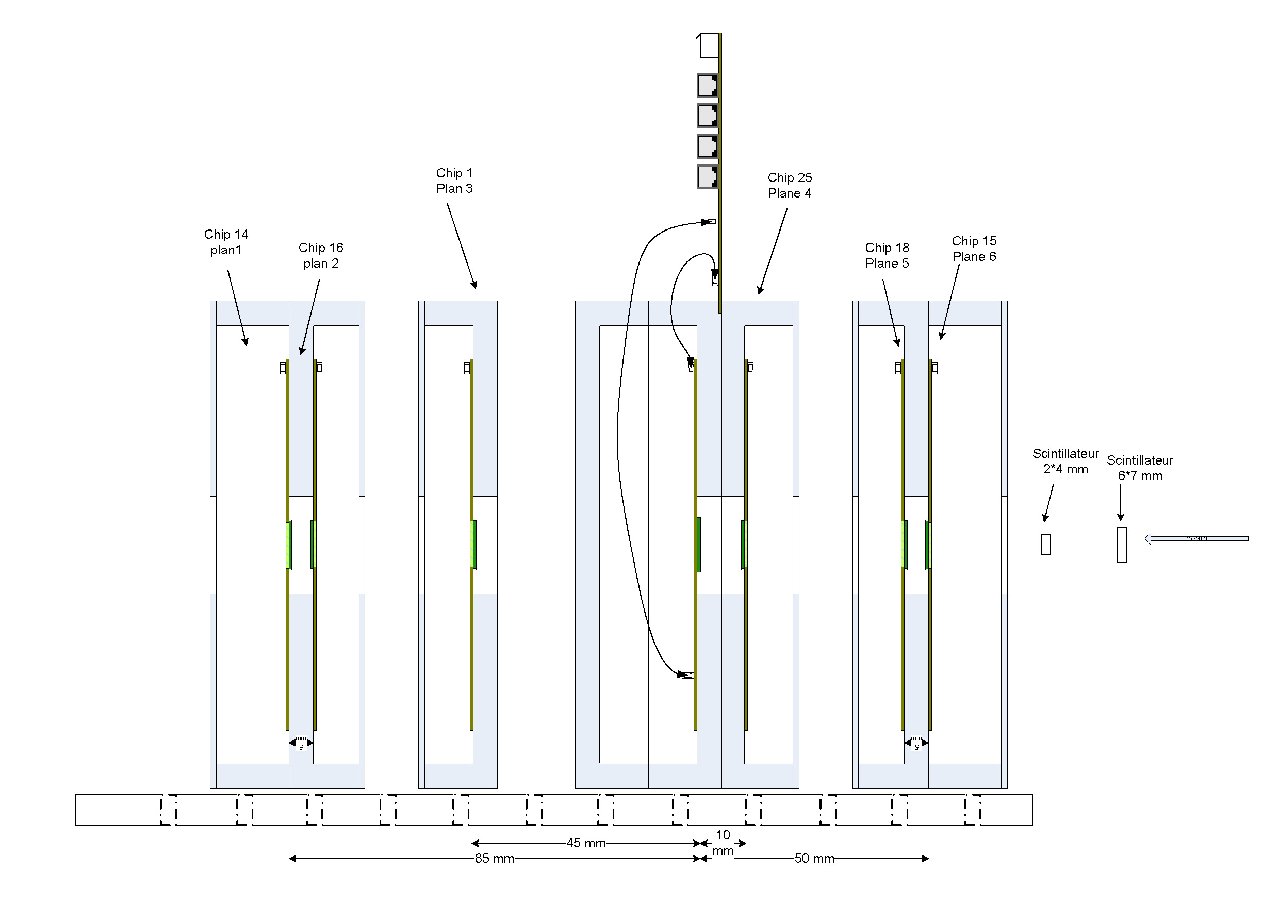 Chip 1
Plan 3
Chip 25
Plane 4
Chip 14
plan1
Chip 16
plan 2
Chip 18
Plane 5
Chip 15
Plane 6
Scintillateur
2*4 mm
Scintillateur
6*7 mm
45 mm
10
mm
85 mm
50 mm